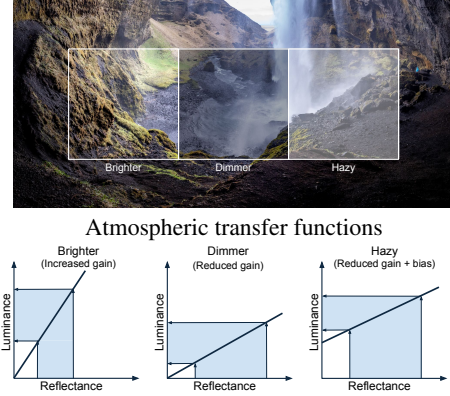 Brighter Dimmer Hazy
Atmospheric transfer functions
Brighter
(Increased gain)
Luminance
Reflectance
Dimmer
(Reduced gain)
Luminance
Reflectance
Hazy
(Reduced gain + bias)
Luminance
Reflectance